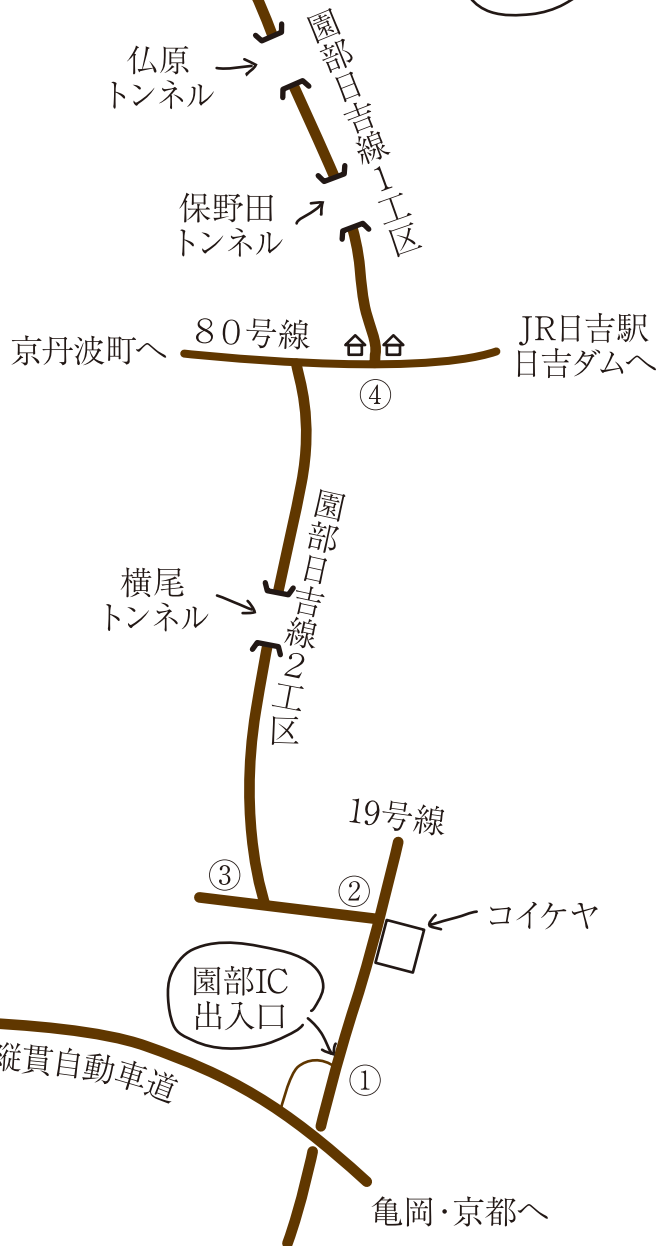 園部日吉線1工区
仏原
トンネル
保野田
トンネル
80号線
京丹波町へ
JR日吉駅
日吉ダムへ
④
園部日吉線2工区
横尾
トンネル
19号線
③
②
コイケヤ
園部IC
出入口
①
縦貫自動車道
亀岡・京都へ